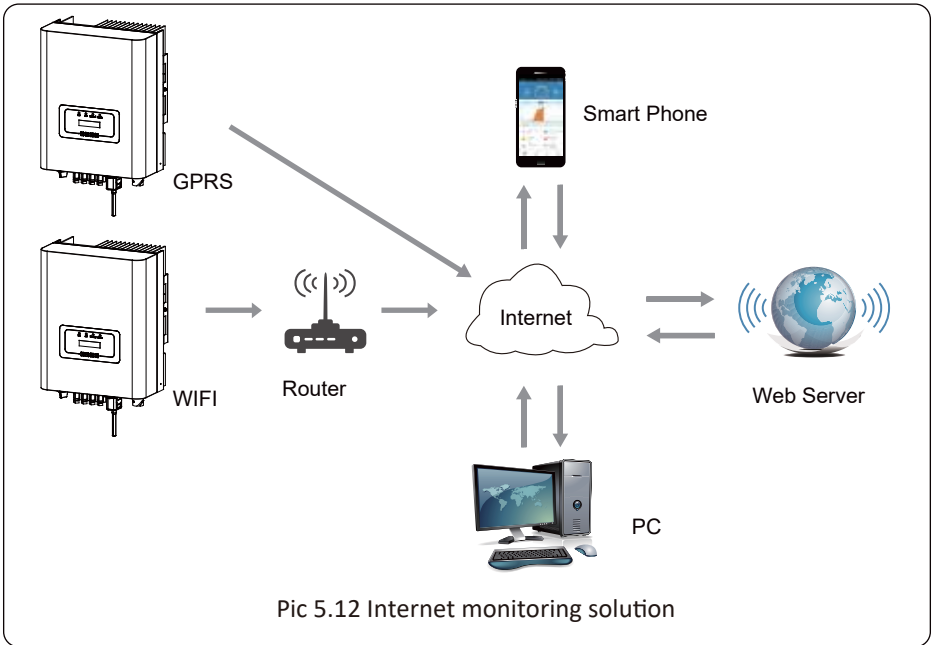 Smart Phone
GPRS
Internet
WIFI
Router
Web Server
PC
Pic 5.12 Internet monitoring solution